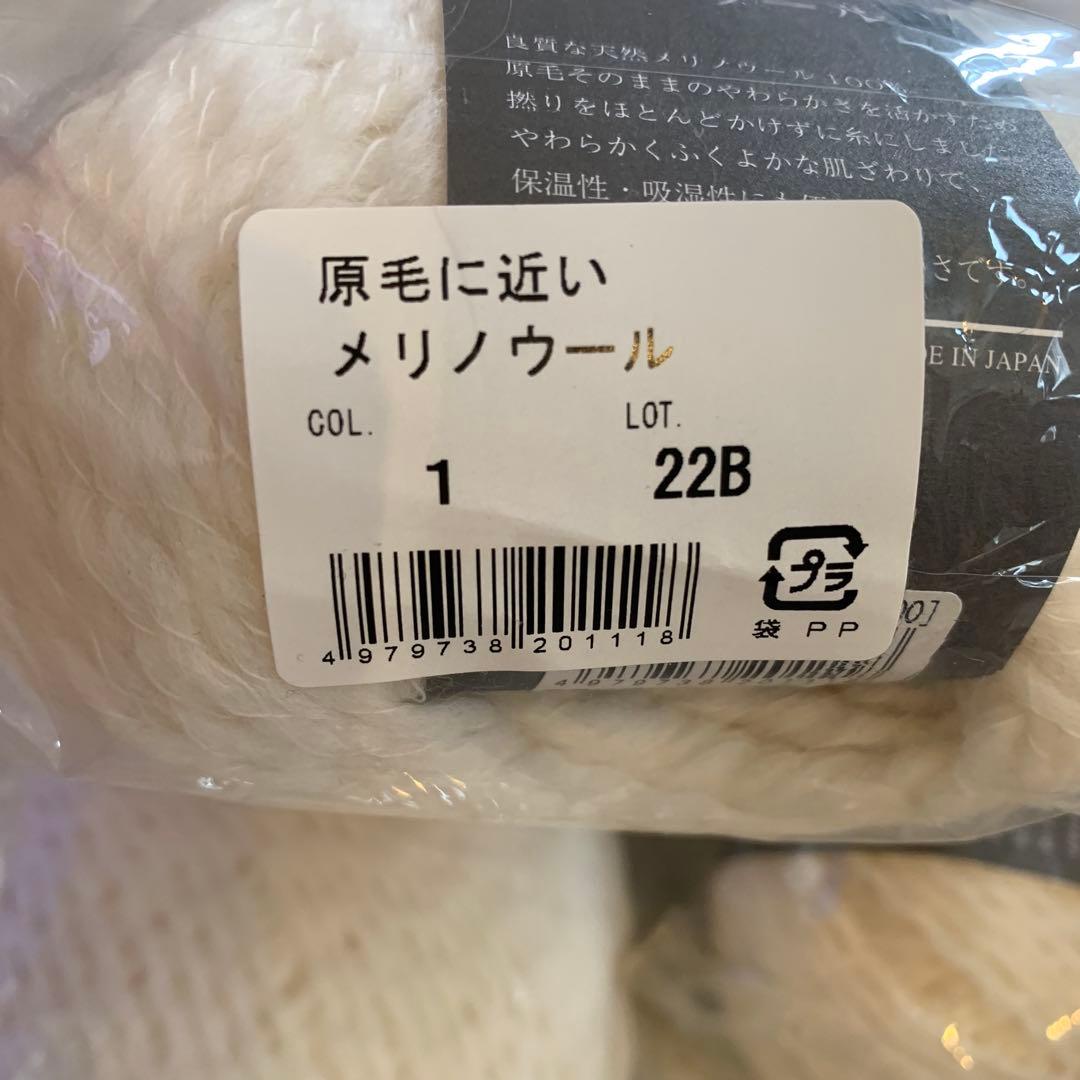 良質な天然メリノウール100%
原毛そのままのやわらかさを活かすため
撚りをほとんどかけずに糸にしました
やわらかくふくよかな肌ざわりで、
保温性・吸湿性にも
さです。
E IN JAPAN
原毛に近い
メリノウール
COL.
LOT.
1
22B
4 979738 201118
プラ
袋 PP